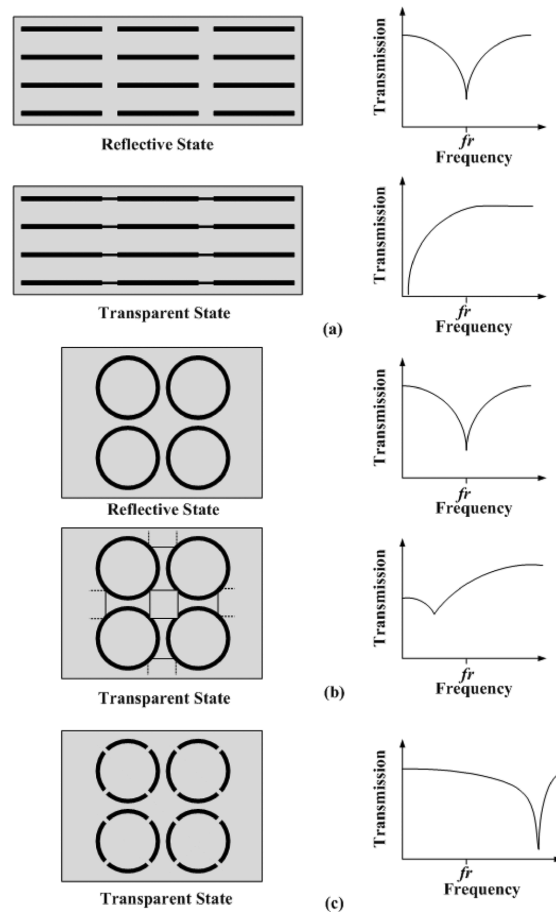 Transmission
fr
Frequency
Reflective State
Transmission
fr
Frequency
Transparent State
(a)
Transmission
fr
Frequency
Reflective State
Transmission
fr
Frequency
Transparent State
(b)
Transmission
fr
Frequency
Transparent State
(c)